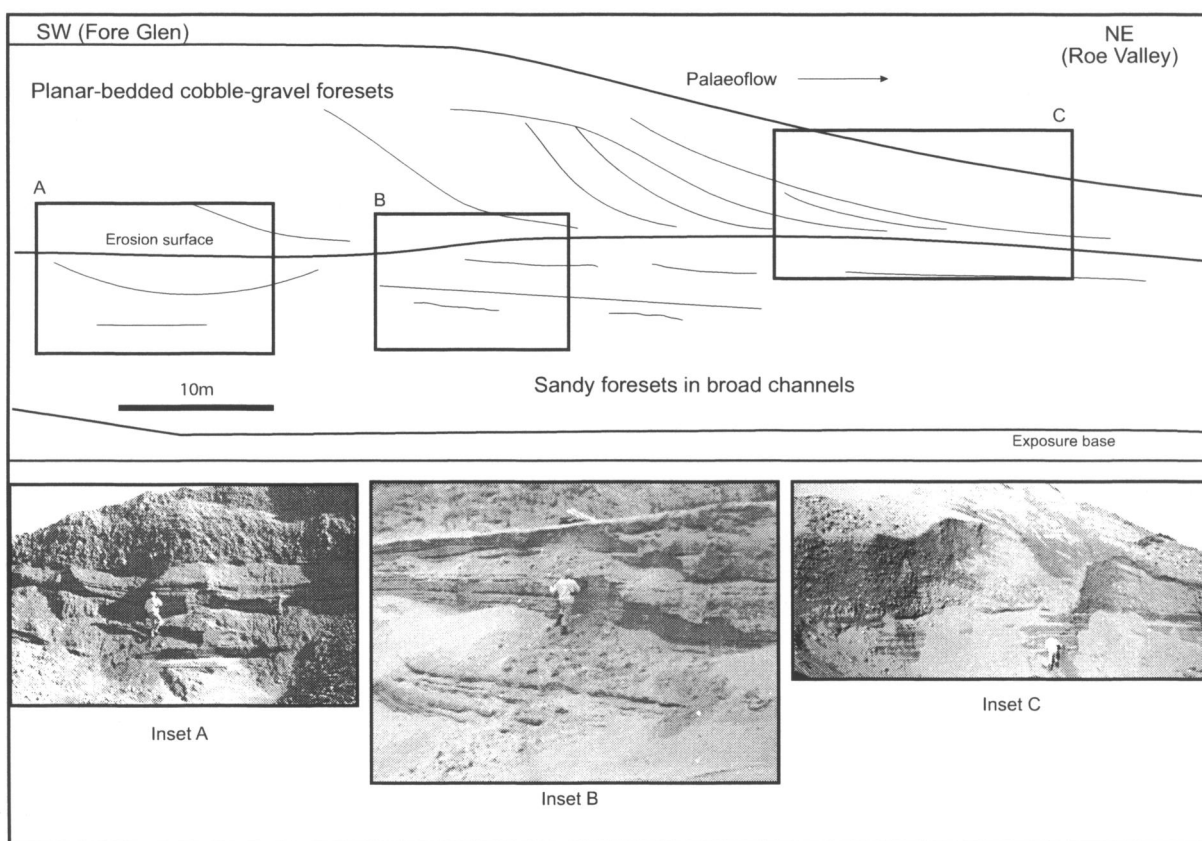 SW (Fore Glen)
NE
(Roe Valley)
Palaeoflow
Planar-bedded cobble-gravel foresets
C
A
B
Erosion surface
10m
Sandy foresets in broad channels
Exposure base
Inset A
Inset B
Inset C